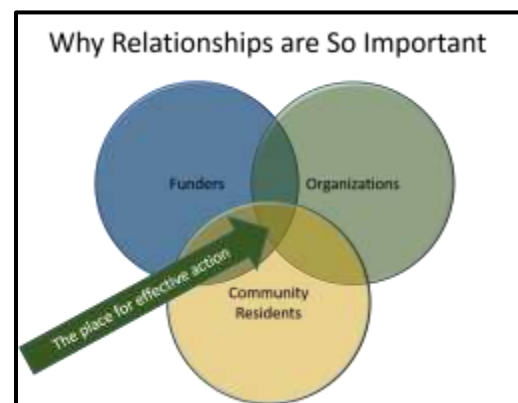 Why Relationships are So Important
Funders
Organizations
The place for effective action
Community
Residents